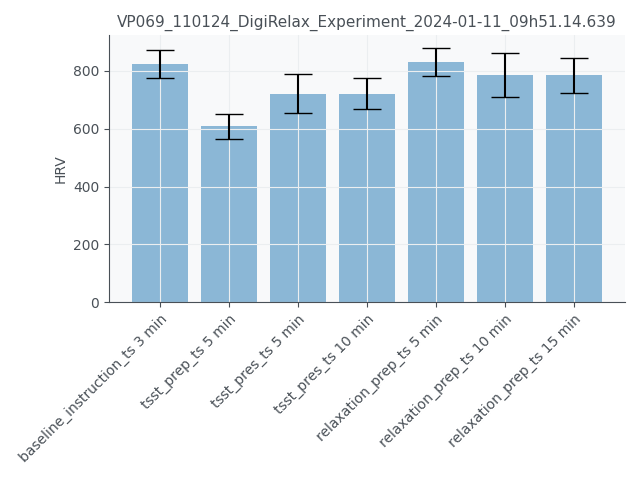 VP069_110124_DigiRelax_Experiment_2024-01-11_09h51.14.639
HRV
800
600
400
200
0
baseline_instruction_ts 3 min
tsst_prep_ts 5 min
tsst_pres_ts 5 min
tsst_pres_ts 10 min
relaxation_prep_ts 5 min
relaxation_prep_ts 10 min
relaxation_prep_ts 15 min